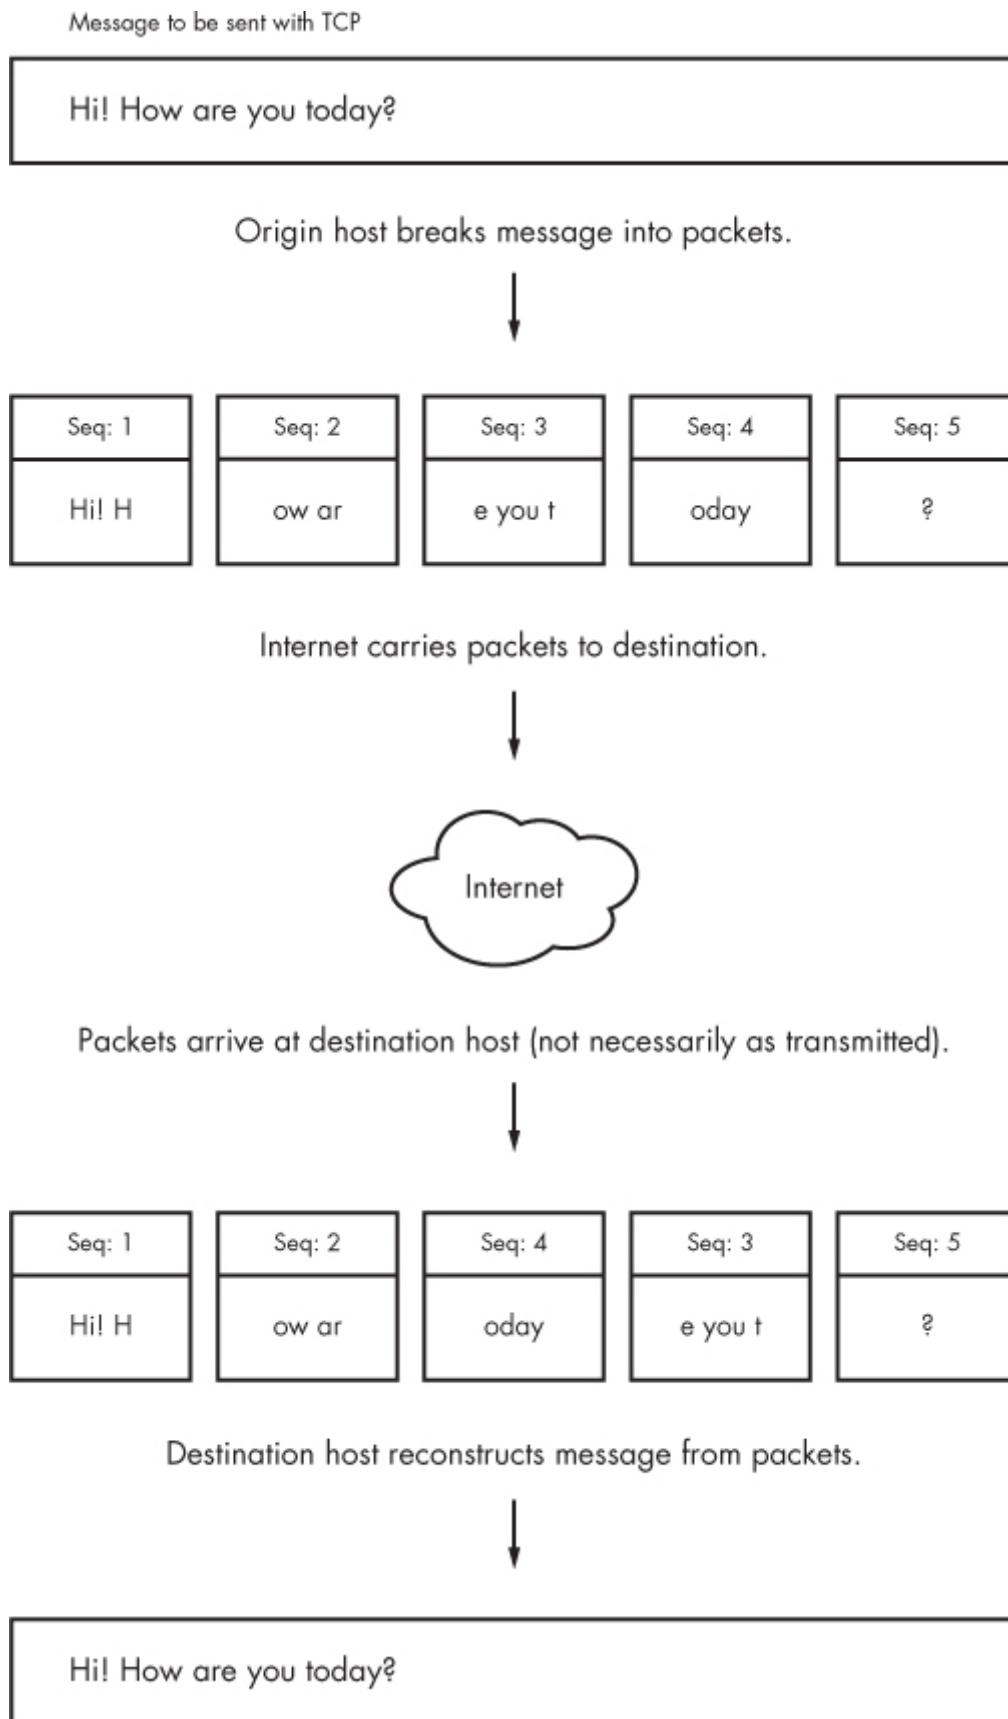 Message to be sent with TCP
Hi! How are you today?
Origin host breaks message into packets.
Seq: 1 Seq: 2 Seq: 3 Seq: 4 Seq: 5
Hi! H ow ar e you t oday ?
Internet carries packets to destination.
Internet
Packets arrive at destination host (not necessarily as transmitted).
Seq: 1 Seq: 2 Seq: 4 Seq: 3 Seq: 5
Hi! H ow ar oday e you t ?
Destination host reconstructs message from packets.
Hi! How are you today?